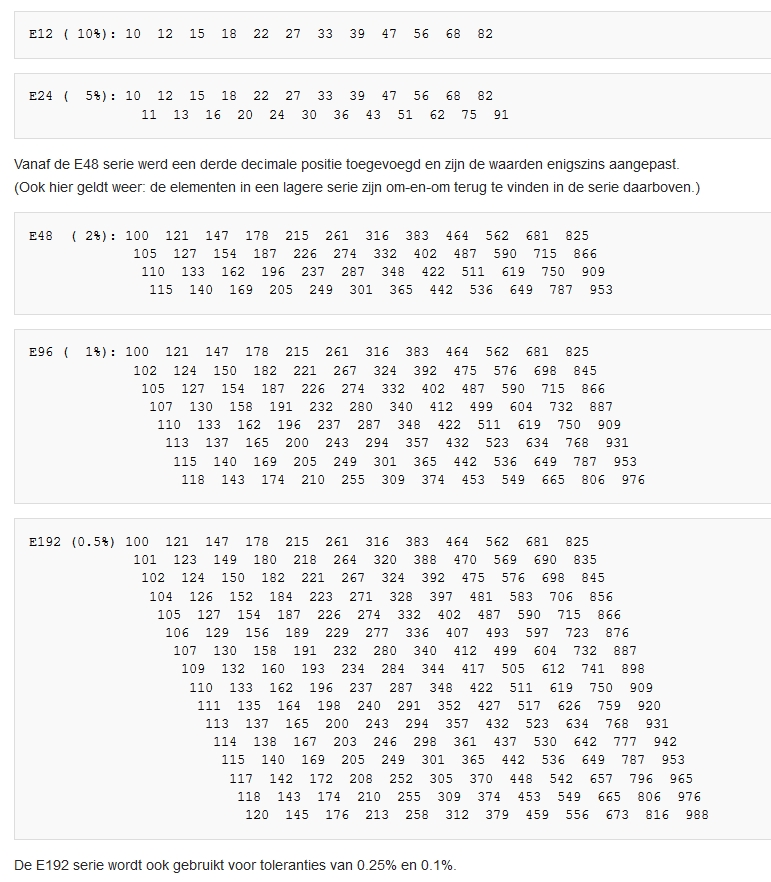 E12 ( 10%): 10 12 15 18 22 27 33 39 47 56 68 82
E24 ( 5%): 10 12 15 18 22 27 33 39 47 56 68 82
11 13 16 20 24 30 36 43 51 62 75 91
Vanaf de E48 serie werd een derde decimale positie toegevoegd en zijn de waarden enigszins aangepast.
(Ook hier geldt weer: de elementen in een lagere serie zijn om-en-om terug te vinden in de serie daarboven.)
E48 ( 2%): 100 121 147 178 215 261 316 383 464 562 681 825
105 127 154 187 226 274 332 402 487 590 715 866
110 133 162 196 237 287 348 422 511 619 750 909
115 140 169 205 249 301 365 442 536 649 787 953
E96 ( 1%): 100 121 147 178 215 261 316 383 464 562 681 825
102 124 150 182 221 267 324 392 475 576 698 845
105 127 154 187 226 274 332 402 487 590 715 866
107 130 158 191 232 280 340 412 499 604 732 887
110 133 162 196 237 287 348 422 511 619 750 909
113 137 165 200 243 294 357 432 523 634 768 931
115 140 169 205 249 301 365 442 536 649 787 953
118 143 174 210 255 309 374 453 549 665 806 976
E192 (0.5%) 100 121 147 178 215 261 316 383 464 562 681 825
101 123 149 180 218 264 320 388 470 569 690 835
102 124 150 182 221 267 324 392 475 576 698 845
104 126 152 184 223 271 328 397 481 583 706 856
105 127 154 187 226 274 332 402 487 590 715 866
106 129 156 189 229 277 336 407 493 597 723 876
107 130 158 191 232 280 340 412 499 604 732 887
109 132 160 193 234 284 344 417 505 612 741 898
110 133 162 196 237 287 348 422 511 619 750 909
111 135 164 198 240 291 352 427 517 626 759 920
113 137 165 200 243 294 357 432 523 634 768 931
114 138 167 203 246 298 361 437 530 642 777 942
115 140 169 205 249 301 365 442 536 649 787 953
117 142 172 208 252 305 370 448 542 657 796 965
118 143 174 210 255 309 374 453 549 665 806 976
120 145 176 213 258 312 379 459 556 673 816 988
De E192 serie wordt ook gebruikt voor toleranties van 0.25% en 0.1%.